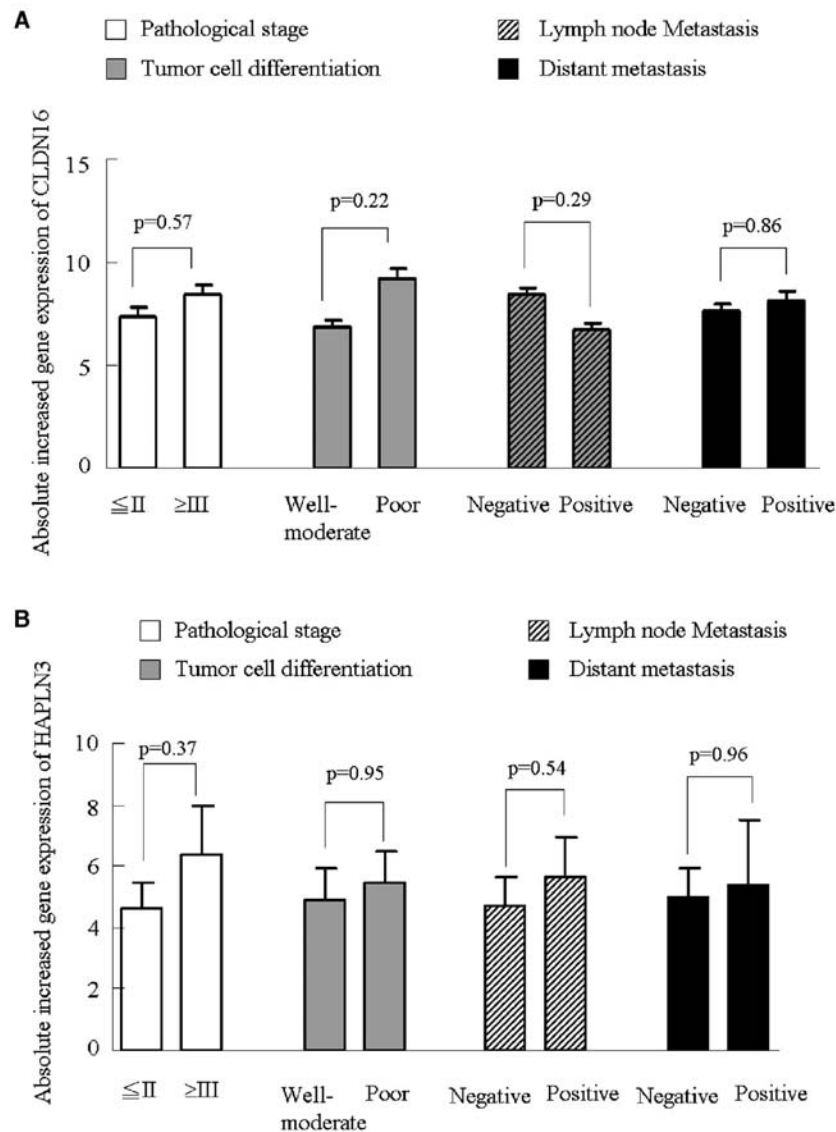 A
Pathological stage
Lymph node Metastasis
Tumor cell differentiation
Distant metastasis
Absolute increased gene expression of CLDN16
15
10
5
0
p=0.57
p=0.22
p=0.29
p=0.86
≦II ≥III Well-moderate Poor Negative Positive Negative Positive
B
Pathological stage
Lymph node Metastasis
Tumor cell differentiation
Distant metastasis
Absolute increased gene expression of HAPLN3
10
8
6
4
2
0
p=0.37
p=0.95
p=0.54
p=0.96
≦II ≥III Well-moderate Poor Negative Positive Negative Positive